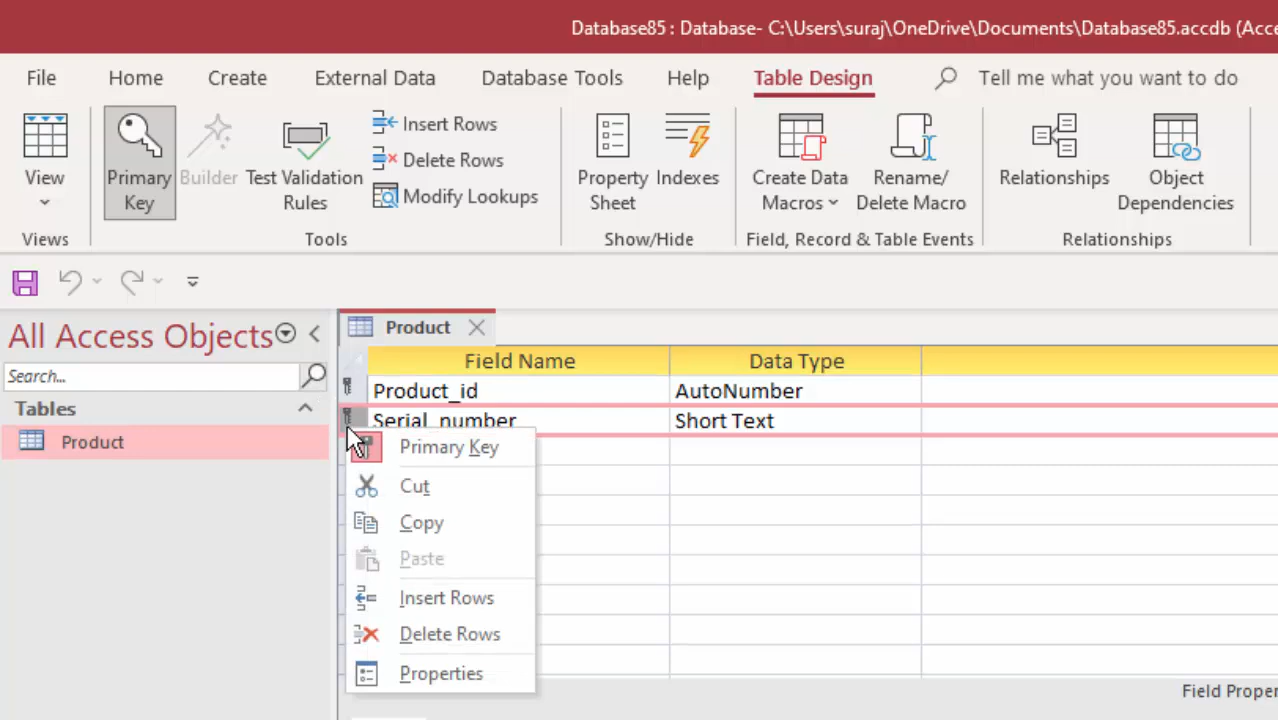 Database85 : Database- C:\Users\suraj\OneDrive\Documents\Database85.accdb (Acce
File Home Create External Data Database Tools Help Table Design Tell me what you want to do
View
Primary Key
Builder
Test Validation Rules
Insert Rows
Delete Rows
Modify Lookups
Property Sheet
Indexes
Create Data Macros
Rename/ Delete Macro
Relationships
Object Dependencies
Views Tools Show/Hide Field, Record & Table Events Relationships
All Access Objects
Search...
Tables
Product
Product
Field Name Data Type
Product_id AutoNumber
Serial_number Short Text
Primary Key
Cut
Copy
Paste
Insert Rows
Delete Rows
Properties
Field Proper